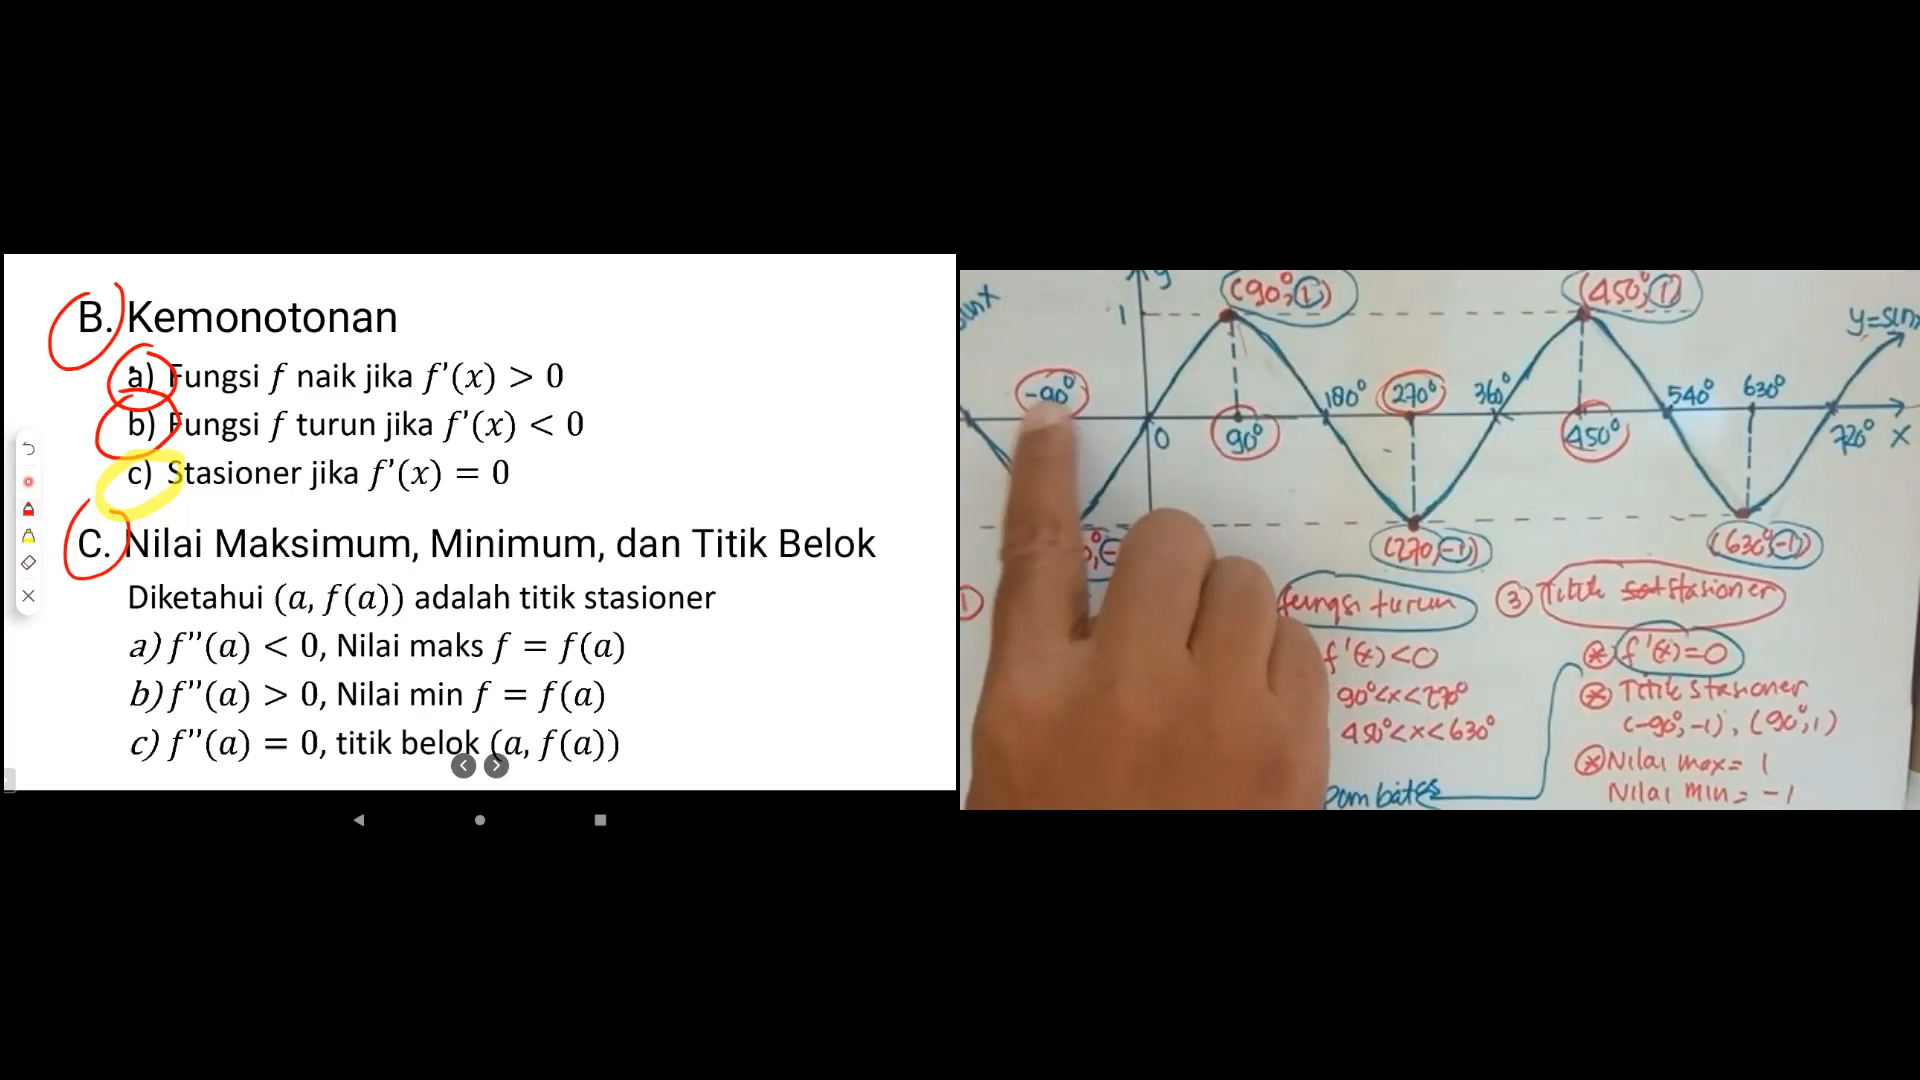 B. Kemonotonan
a) Fungsi f naik jika f'(x) > 0
b) Fungsi f turun jika f'(x) < 0
c) Stasioner jika f'(x) = 0
C. Nilai Maksimum, Minimum, dan Titik Belok
Diketahui (a, f(a)) adalah titik stasioner
a) f''(a) < 0, Nilai maks f = f(a)
b) f''(a) > 0, Nilai min f = f(a)
c) f''(a) = 0, titik belok (a, f(a))
y
(90°, 1)
(450°, 1)
1
y=sinx
-90°
180°
270°
360°
540°
630°
0
90°
450°
720°
x
(270, -1)
(630°, -1)
fungsi turun
f'(x)<0
90°<x<270°
450°<x<630°
Pembatas
3 Titik stasioner
* f'(x)=0
* Titik stasioner
(-90°, -1), (90°, 1)
* Nilai max = 1
Nilai min = -1